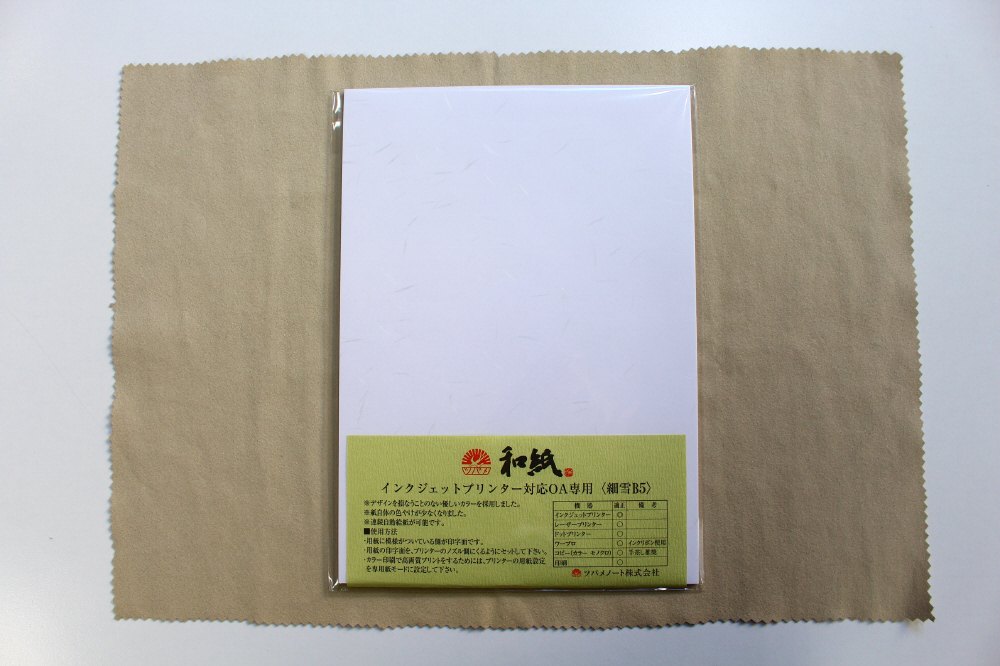 ツバメ
和紙
インクジェットプリンター対応OA専用〈細雪B5〉
※デザインを損なうことのない優しいカラーを採用しました。
※紙自体の色やけが少なくなりました。
※連続自動給紙が可能です。
■使用方法
・用紙に模様がついている側が印字面です。
・用紙の印字面を、プリンターのノズル側にくるようにセットして下さい。
・カラー印刷で高画質プリントをするためには、プリンターの用紙設定
を専用紙モードに設定して下さい。
機種 適正 備考
インクジェットプリンター ◎
レーザープリンター ○
ドットプリンター ○
ワープロ ○ インクリボン使用
コピー(カラー モノクロ) ○ 手差し推奨
印刷 ○
ツバメノート株式会社